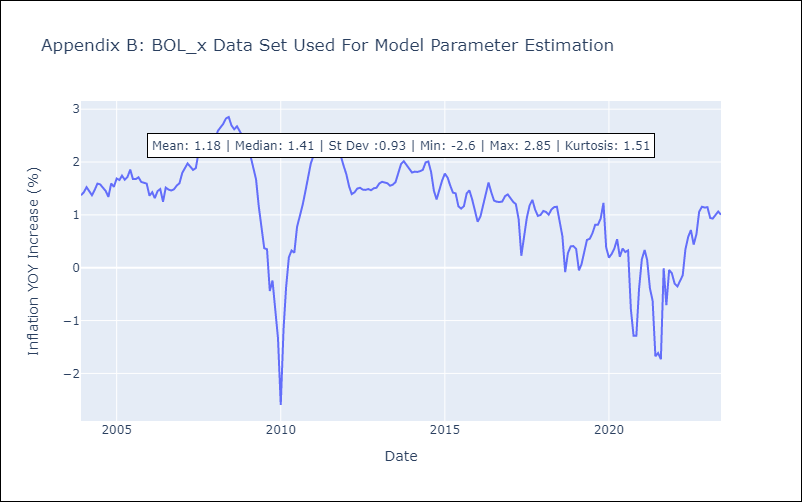 Appendix B: BOL_x Data Set Used For Model Parameter Estimation
3
Mean: 1.18 | Median: 1.41 | St Dev :0.93 | Min: -2.6 | Max: 2.85 | Kurtosis: 1.51
2
1
0
−1
−2
Inflation YOY Increase (%)
2005
2010
2015
2020
Date